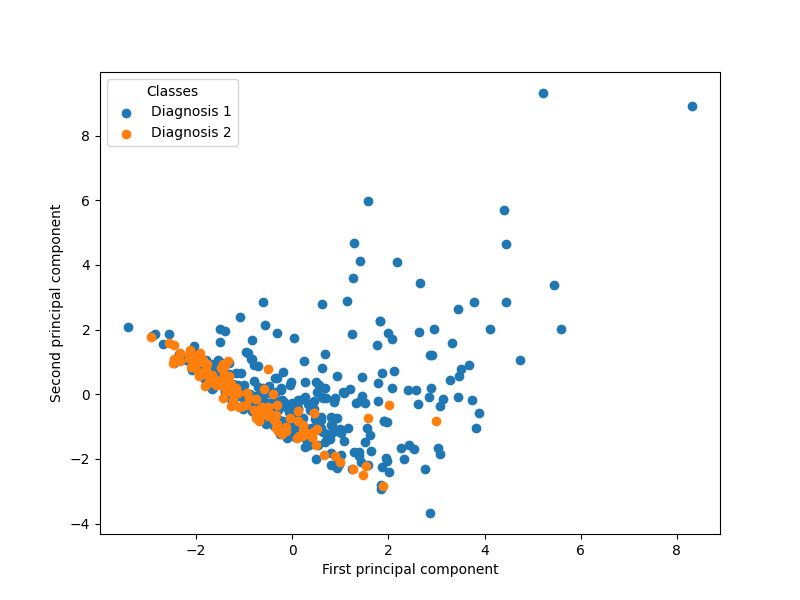 Classes
Diagnosis 1
Diagnosis 2
8
6
4
2
0
−2
−4
Second principal component
−2 0 2 4 6 8
First principal component